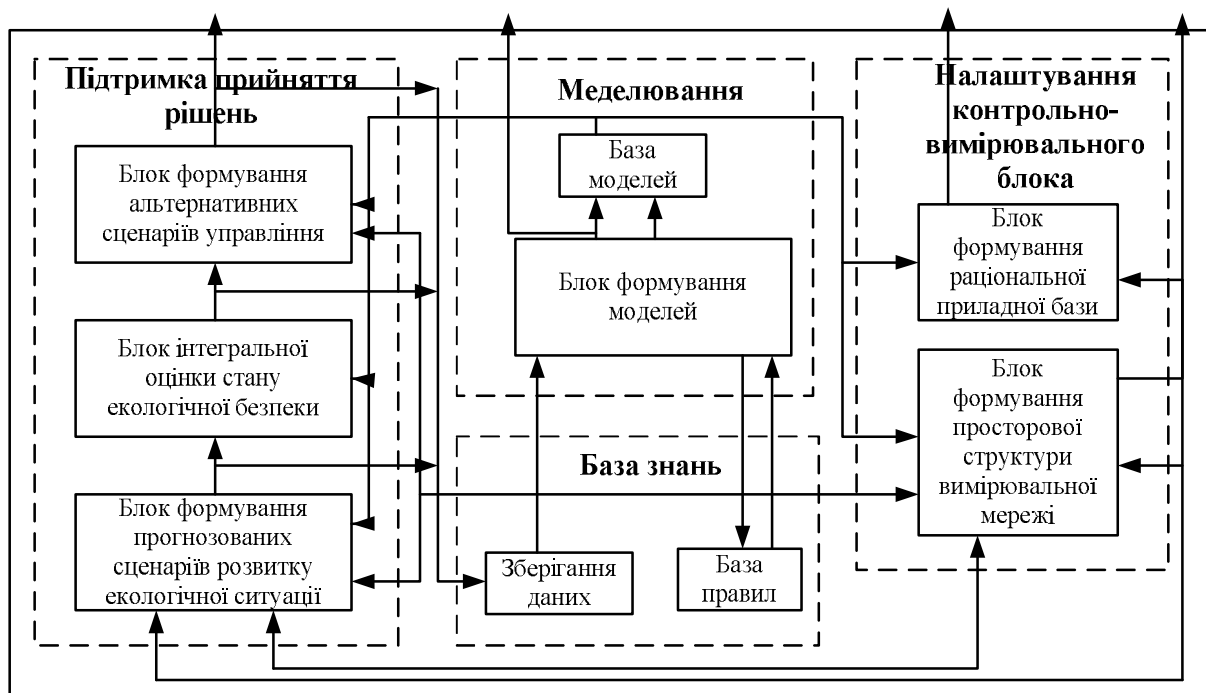 Підтримка прийняття
рішень
Блок формування
альтернативних
сценаріїв управління
Блок інтегральної
оцінки стану
екологічної безпеки
Блок формування
прогнозованих
сценаріїв розвитку
екологічної ситуації
Меделювання
База
моделей
Блок формування
моделей
База знань
Зберігання
даних
База
правил
Налаштування
контрольно-
вимірювального
блока
Блок
формування
раціональної
приладної бази
Блок
формування
просторової
структури
вимірювальної
мережі